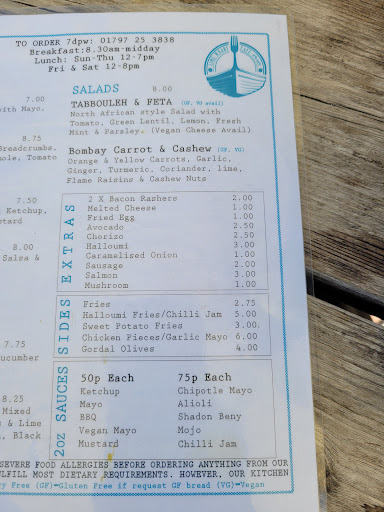 TO ORDER 7dpw: 01797 25 3838
Breakfast:8.30am-midday
Lunch: Sun-Thu 12-7pm
Fri & Sat 12-8pm
7.00
with Mayo.
8.75
Breadcrumbs.
Tomato
7.50
Ketchup,
8.00
Salsa &
8.25
Mixed
& Lime
Black
SALADS 8.00
TABBOULEH & FETA (GF, VG avail)
North African style Salad with
Tomato, Green Lentil, Lemon, Fresh
Mint & Parsley. (Vegan Cheese Avail)
Bombay Carrot & Cashew (GF, VG)
Orange & Yellow Carrots, Garlic,
Ginger, Turmeric, Coriander, lime,
Flame Raisins & Cashew Nuts
EXTRAS
2 X Bacon Rashers 2.00
Melted Cheese 1.00
Fried Egg 1.00
Avocado 2.50
Chorizo 2.50
Halloumi 3.00
Caramelised Onion 1.00
Sausage 2.00
Salmon 3.00
Mushroom 1.00
SIDES
Fries 2.75
Halloumi Fries/Chilli Jam 5.00
Sweet Potato Fries 3.00.
Chicken Pieces/Garlic Mayo 6.00
Gordal Olives 4.00
2oz SAUCES
50p Each 75p Each
Ketchup Chipotle Mayo
Mayo Alioli
BBQ Shadon Beny
Vegan Mayo Mojo
Mustard Chilli Jam
SEVERE FOOD ALLERGIES BEFORE ORDERING ANYTHING FROM OUR
MOST DIETARY REQUIREMENTS. HOWEVER, OUR KITCHEN
Free (GF)=Gluten Free if request GF bread (VG)=Vegan